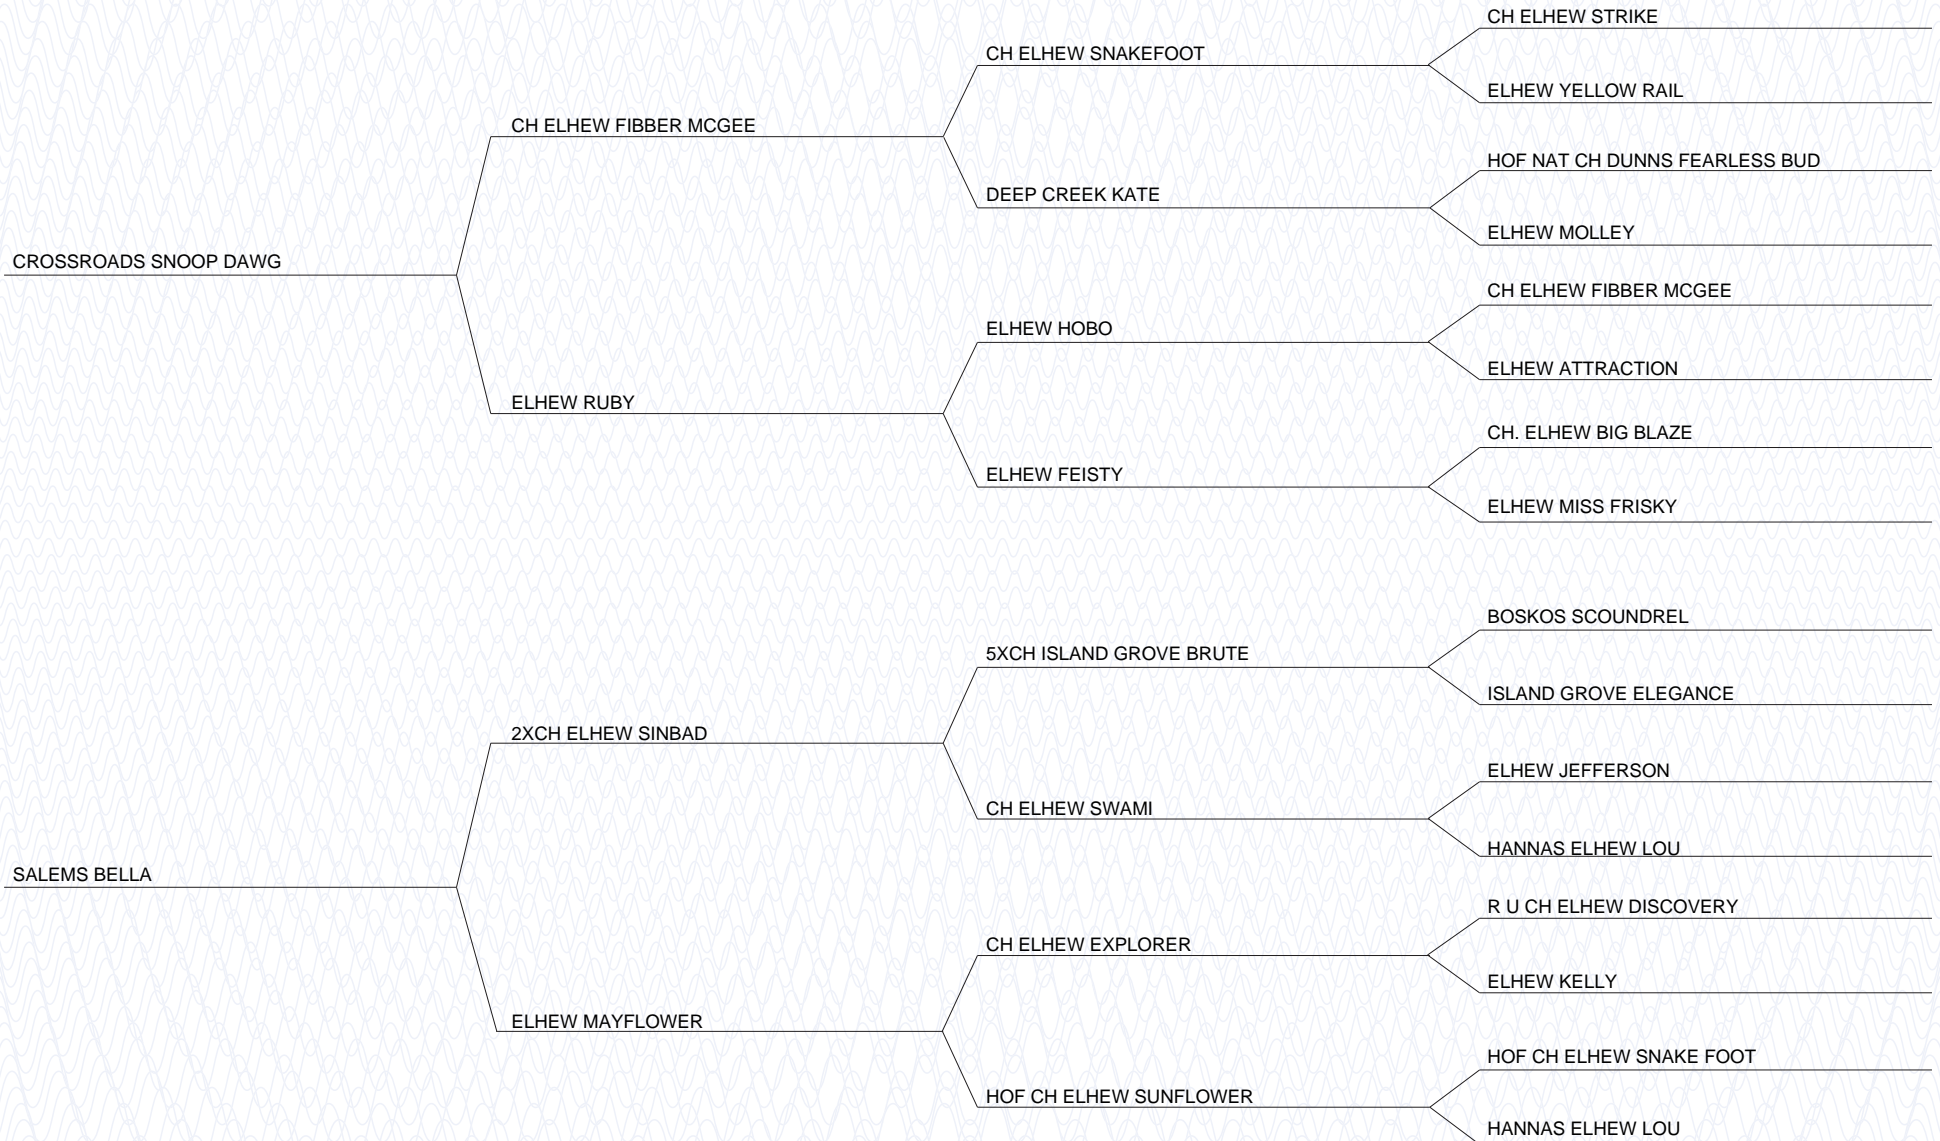 CH ELHEW STRIKE
CH ELHEW SNAKEFOOT
ELHEW YELLOW RAIL
CH ELHEW FIBBER MCGEE
HOF NAT CH DUNNS FEARLESS BUD
DEEP CREEK KATE
ELHEW MOLLEY
CROSSROADS SNOOP DAWG
CH ELHEW FIBBER MCGEE
ELHEW HOBO
ELHEW ATTRACTION
ELHEW RUBY
CH. ELHEW BIG BLAZE
ELHEW FEISTY
ELHEW MISS FRISKY
BOSKOS SCOUNDREL
5XCH ISLAND GROVE BRUTE
ISLAND GROVE ELEGANCE
2XCH ELHEW SINBAD
ELHEW JEFFERSON
CH ELHEW SWAMI
HANNAS ELHEW LOU
SALEMS BELLA
R U CH ELHEW DISCOVERY
CH ELHEW EXPLORER
ELHEW KELLY
ELHEW MAYFLOWER
HOF CH ELHEW SNAKE FOOT
HOF CH ELHEW SUNFLOWER
HANNAS ELHEW LOU